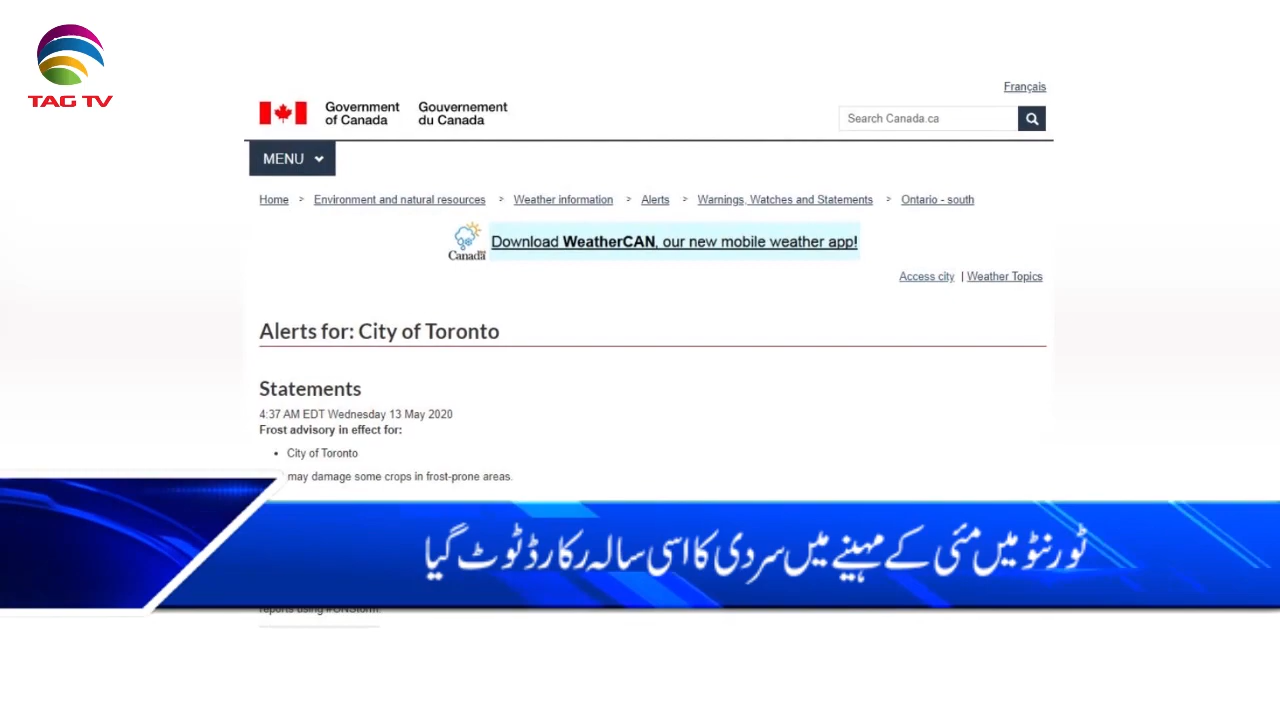 TAG TV
Français
Government of Canada
Gouvernement du Canada
Search Canada.ca
MENU
Home > Environment and natural resources > Weather information > Alerts > Warnings, Watches and Statements > Ontario - south
Canada
Download WeatherCAN, our new mobile weather app!
Access city | Weather Topics
Alerts for: City of Toronto
Statements
4:37 AM EDT Wednesday 13 May 2020
Frost advisory in effect for:
• City of Toronto
may damage some crops in frost-prone areas.
ٹورنٹو میں مئی کے مہینے میں سردی کا اسی سالہ رکارڈ ٹوٹ گیا
reports using #ONStorm.